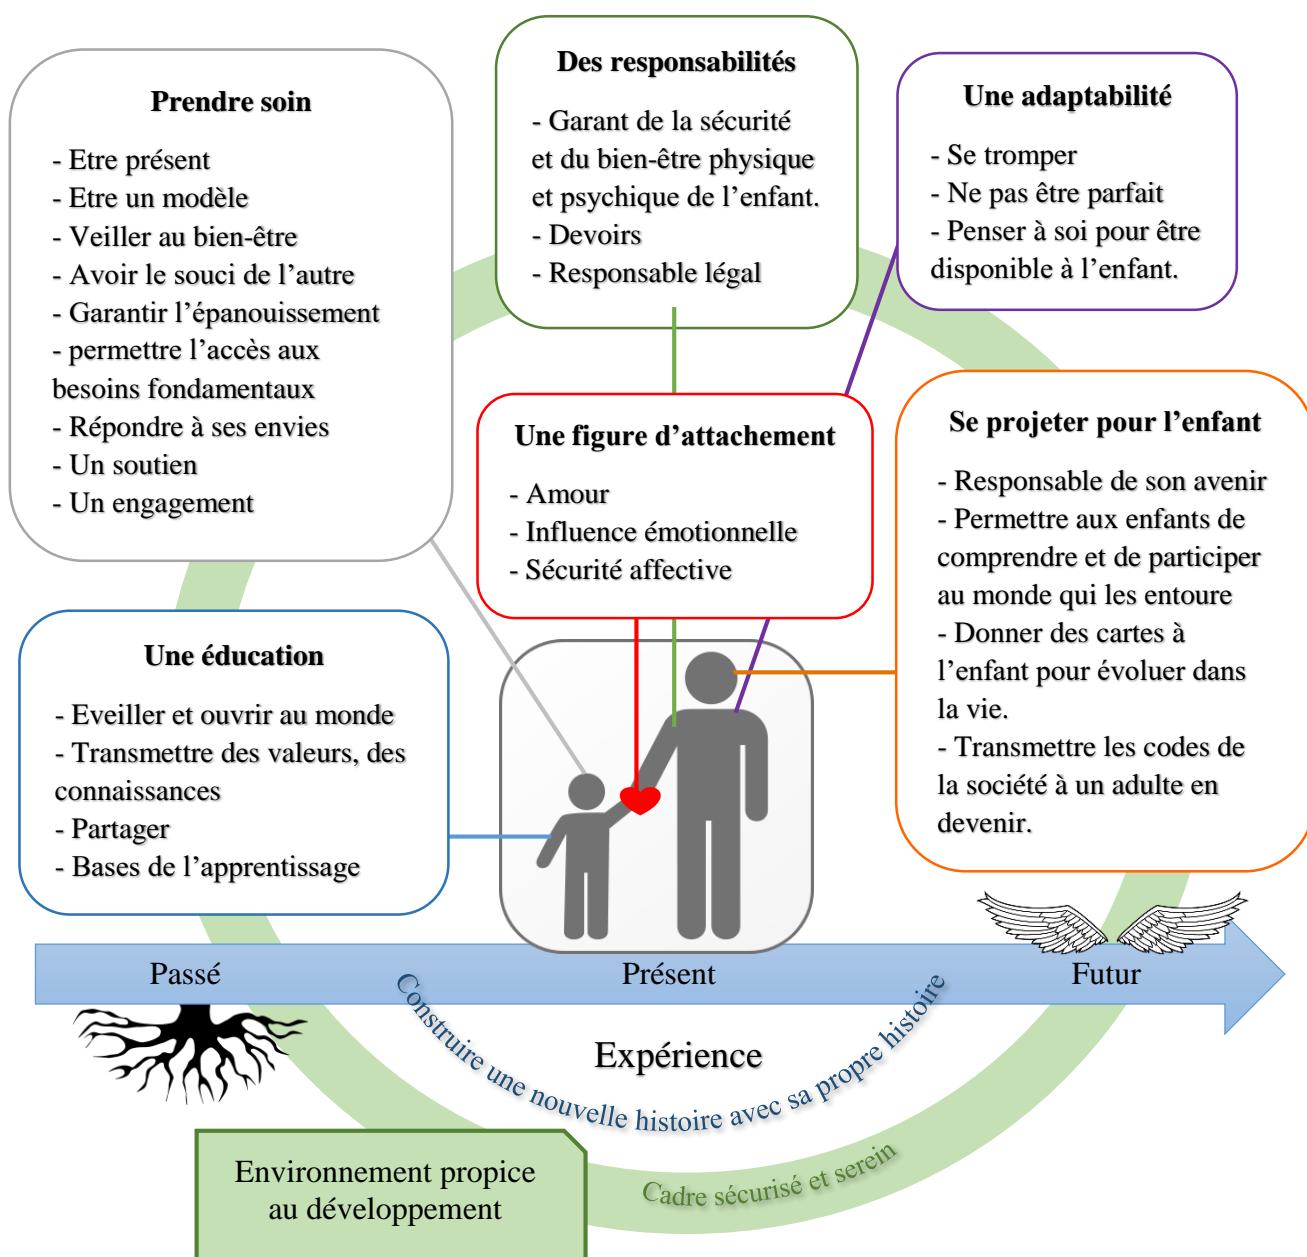 Prendre soin
- Etre présent
- Etre un modèle
- Veiller au bien-être
- Avoir le souci de l’autre
- Garantir l’épanouissement
- permettre l’accès aux
besoins fondamentaux
- Répondre à ses envies
- Un soutien
- Un engagement
Des responsabilités
- Garant de la sécurité
et du bien-être physique
et psychique de l’enfant.
- Devoirs
- Responsable légal
Une adaptabilité
- Se tromper
- Ne pas être parfait
- Penser à soi pour être
disponible à l’enfant.
Une figure d’attachement
- Amour
- Influence émotionnelle
- Sécurité affective
Se projeter pour l’enfant
- Responsable de son avenir
- Permettre aux enfants de
comprendre et de participer
au monde qui les entoure
- Donner des cartes à
l’enfant pour évoluer dans
la vie.
- Transmettre les codes de
la société à un adulte en
devenir.
Une éducation
- Eveiller et ouvrir au monde
- Transmettre des valeurs, des
connaissances
- Partager
- Bases de l’apprentissage
Passé
Présent
Futur
Expérience
Construire une nouvelle histoire avec sa propre histoire
Cadre sécurisé et serein
Environnement propice
au développement